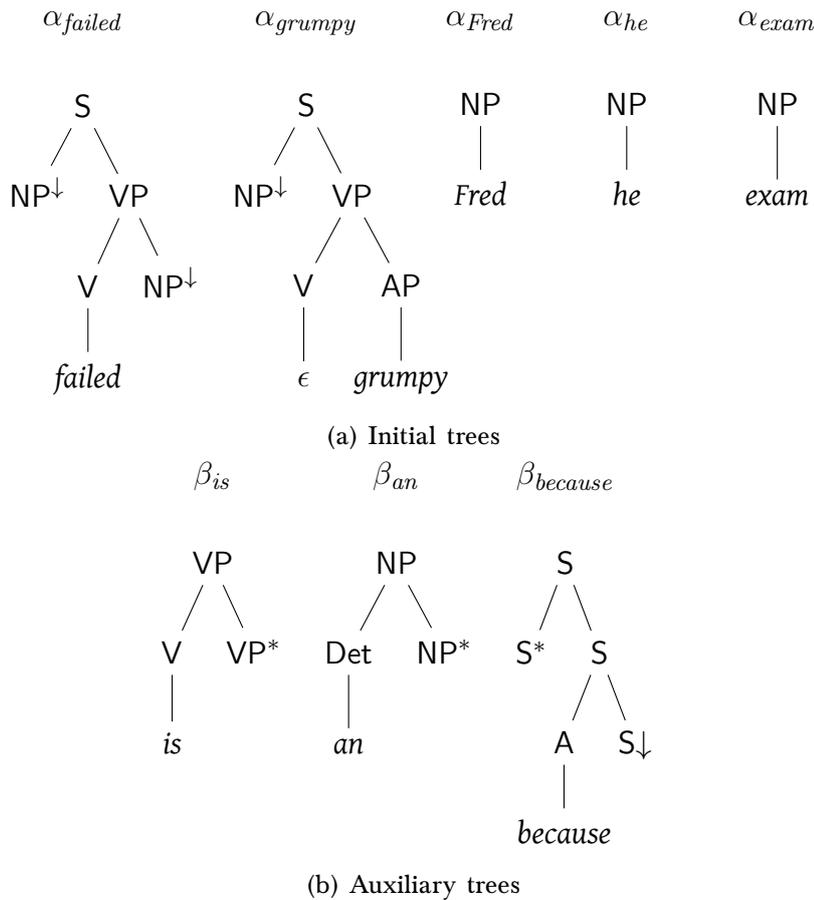 α_failed α_grumpy α_Fred α_he α_exam
S S NP NP NP
NP↓ VP NP↓ VP Fred he exam
V NP↓ V AP
failed ϵ grumpy
(a) Initial trees
β_is β_an β_because
VP NP S
V VP* Det NP* S* S
is an A S↓
because
(b) Auxiliary trees